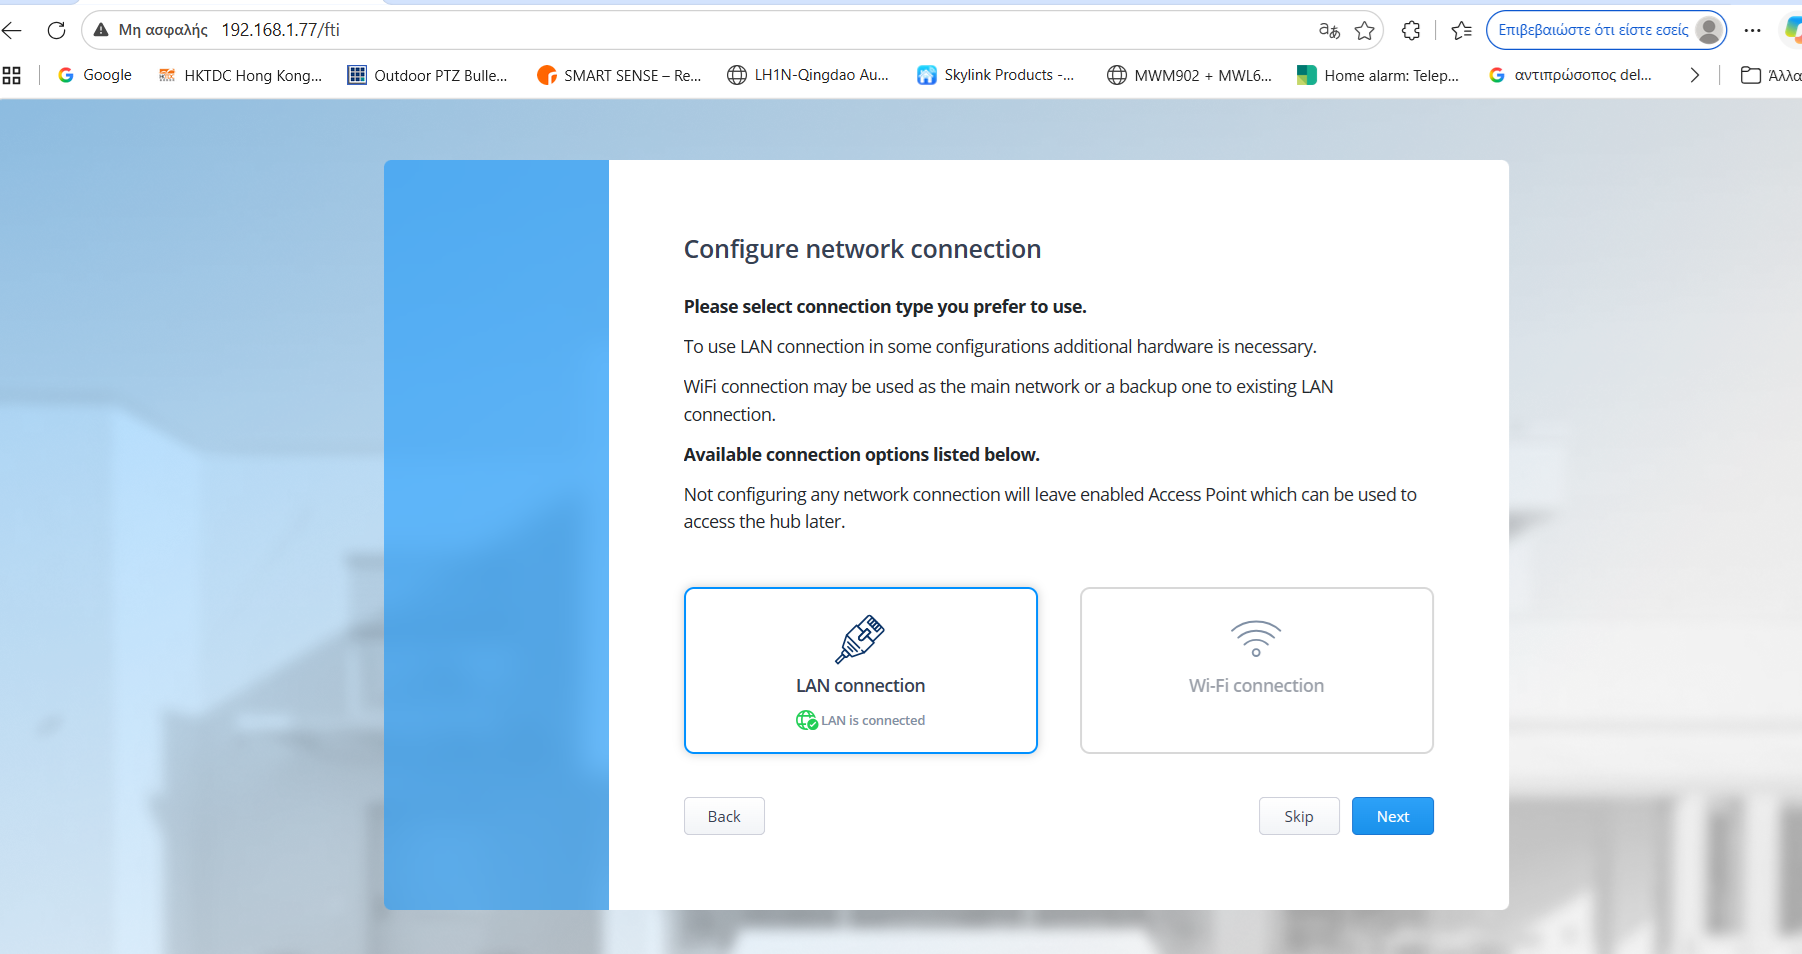 Μη ασφαλής 192.168.1.77/fti
Επιβεβαιώστε ότι είστε εσείς
Google HKTDC Hong Kong... Outdoor PTZ Bulle... SMART SENSE – Re... LH1N-Qingdao Au... Skylink Products -... MWM902 + MWL6... Home alarm: Telep... αντιπρόσωπος del...
Configure network connection
Please select connection type you prefer to use.
To use LAN connection in some configurations additional hardware is necessary.
WiFi connection may be used as the main network or a backup one to existing LAN
connection.
Available connection options listed below.
Not configuring any network connection will leave enabled Access Point which can be used to
access the hub later.
LAN connection
LAN is connected
Wi-Fi connection
Back
Skip
Next